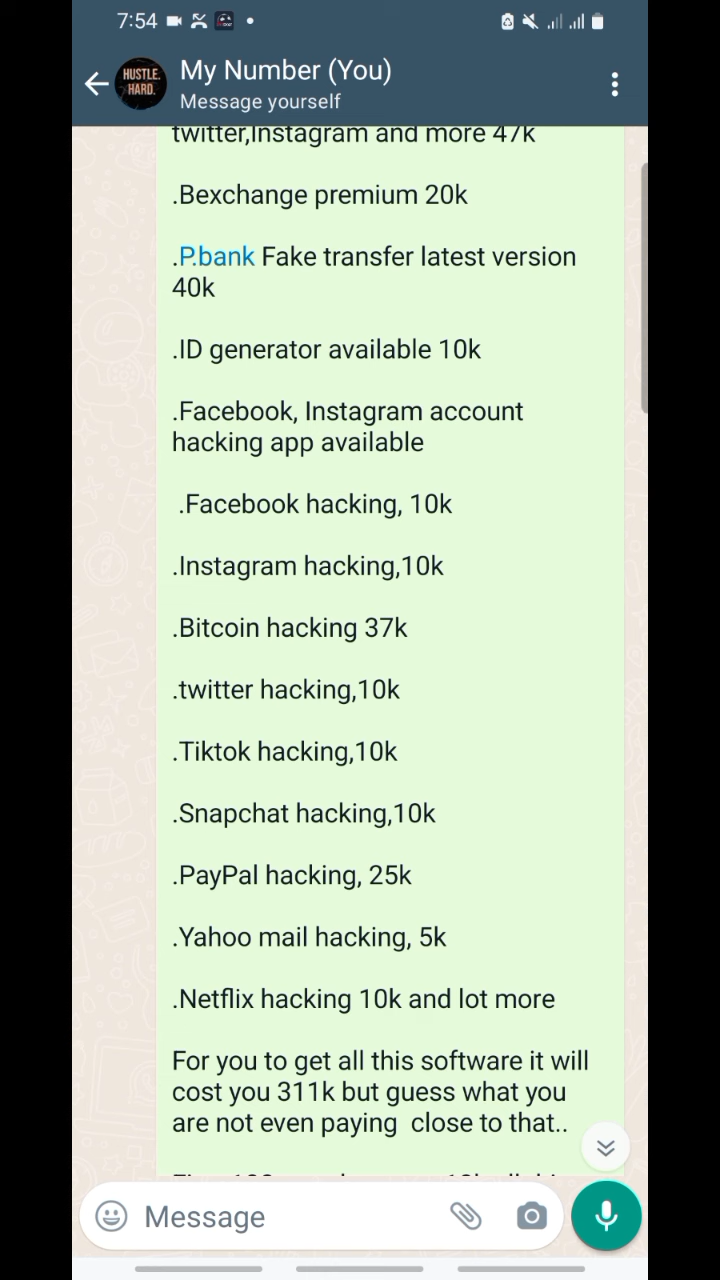 7:54
HUSTLE.
HARD.
My Number (You)
Message yourself
twitter,Instagram and more 47k
.Bexchange premium 20k
.P.bank Fake transfer latest version
40k
.ID generator available 10k
.Facebook, Instagram account
hacking app available
.Facebook hacking, 10k
.Instagram hacking,10k
.Bitcoin hacking 37k
.twitter hacking,10k
.Tiktok hacking,10k
.Snapchat hacking,10k
.PayPal hacking, 25k
.Yahoo mail hacking, 5k
.Netflix hacking 10k and lot more
For you to get all this software it will
cost you 311k but guess what you
are not even paying  close to that..
Message